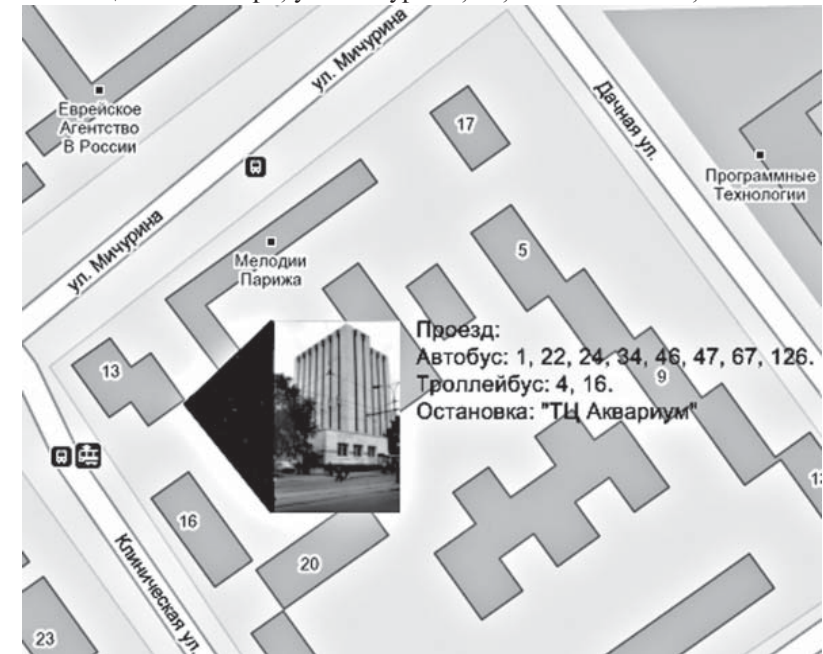 ул. Мичурина
Еврейское
Агентство
В России
17
Дачная ул.
Программные
Технологии
ул. Мичурина
Мелодии
Парижа
5
Проезд:
Автобус: 1, 22, 24, 34, 46, 47, 67, 126.
Троллейбус: 4, 16.
Остановка: "ТЦ Аквариум"
13
9
16
20
Клиническая ул.
23